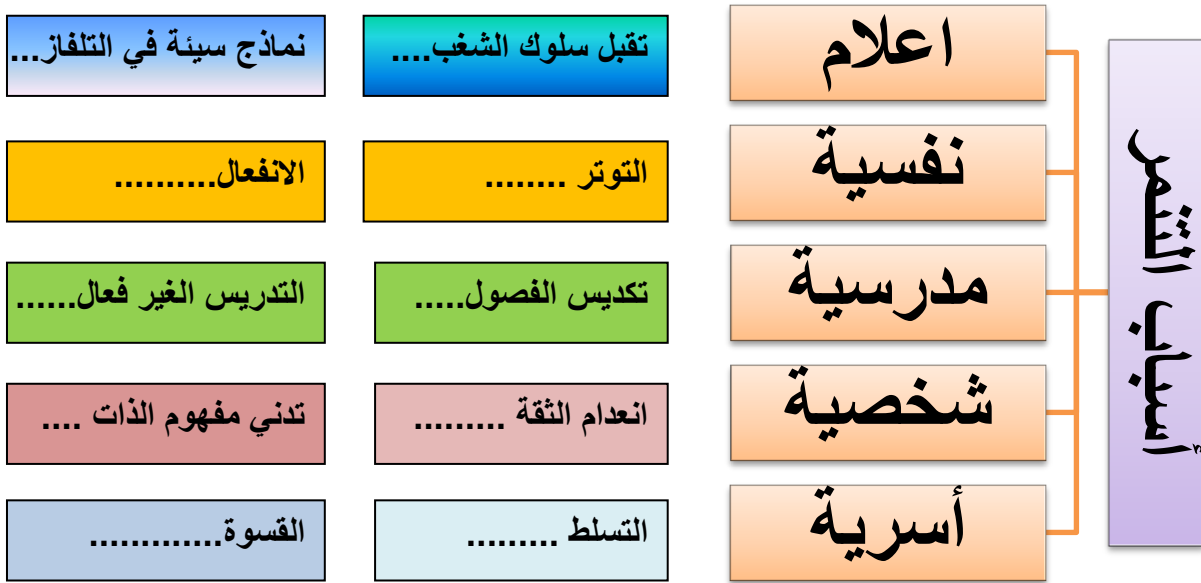 أسباب التنمر
اعلام
تقبل سلوك الشغب....
نماذج سيئة في التلفاز...
نفسية
التوتر ........
الانفعال..........
مدرسية
تكديس الفصول.....
التدريس الغير فعال......
شخصية
انعدام الثقة .........
تدني مفهوم الذات ....
أسرية
التسلط .........
القسوة.............